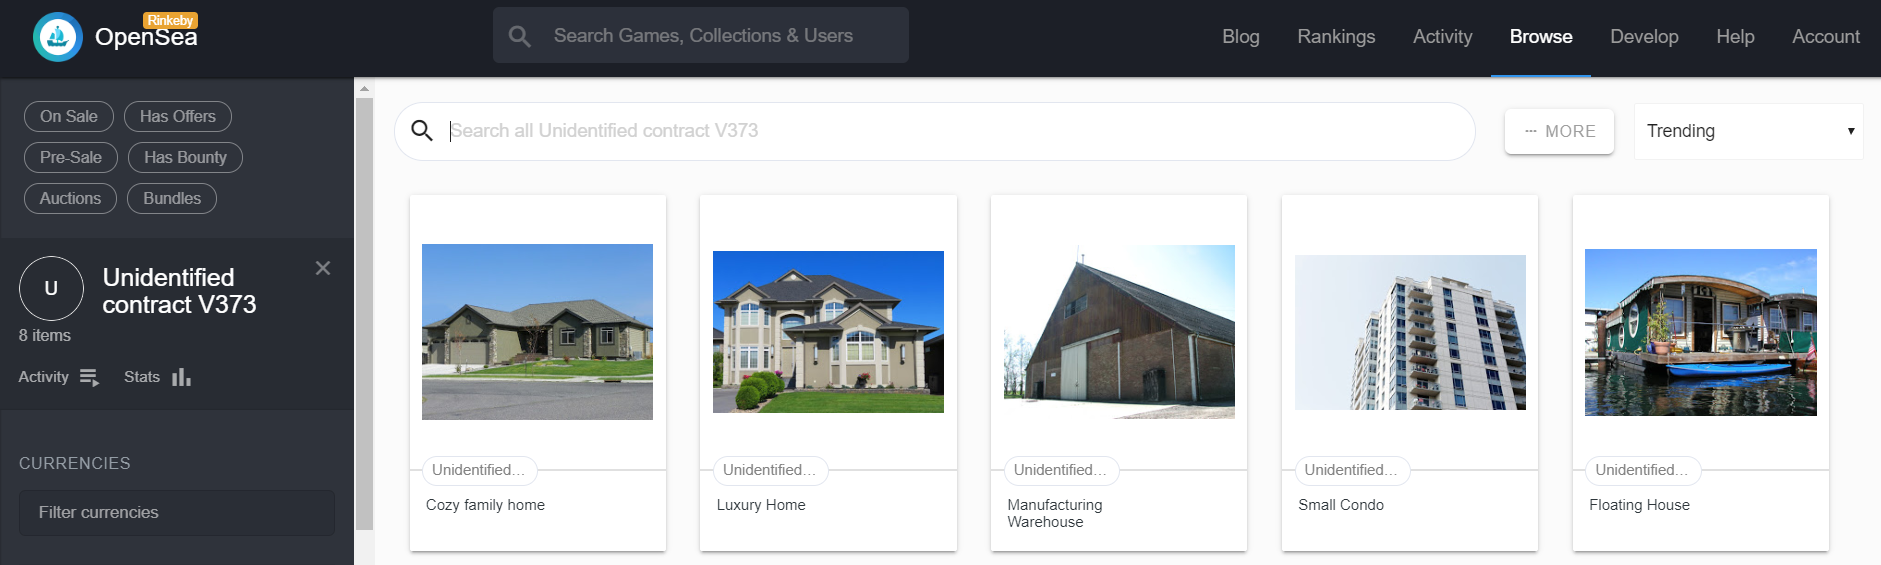 Rinkeby
OpenSea
Search Games, Collections & Users
Blog
Rankings
Activity
Browse
Develop
Help
Account
On Sale
Has Offers
Pre-Sale
Has Bounty
Auctions
Bundles
U
Unidentified
contract V373
8 items
Activity
Stats
CURRENCIES
Filter currencies
Search all Unidentified contract V373
··· MORE
Trending
Unidentified...
Cozy family home
Unidentified...
Luxury Home
Unidentified...
Manufacturing
Warehouse
Unidentified...
Small Condo
Unidentified...
Floating House